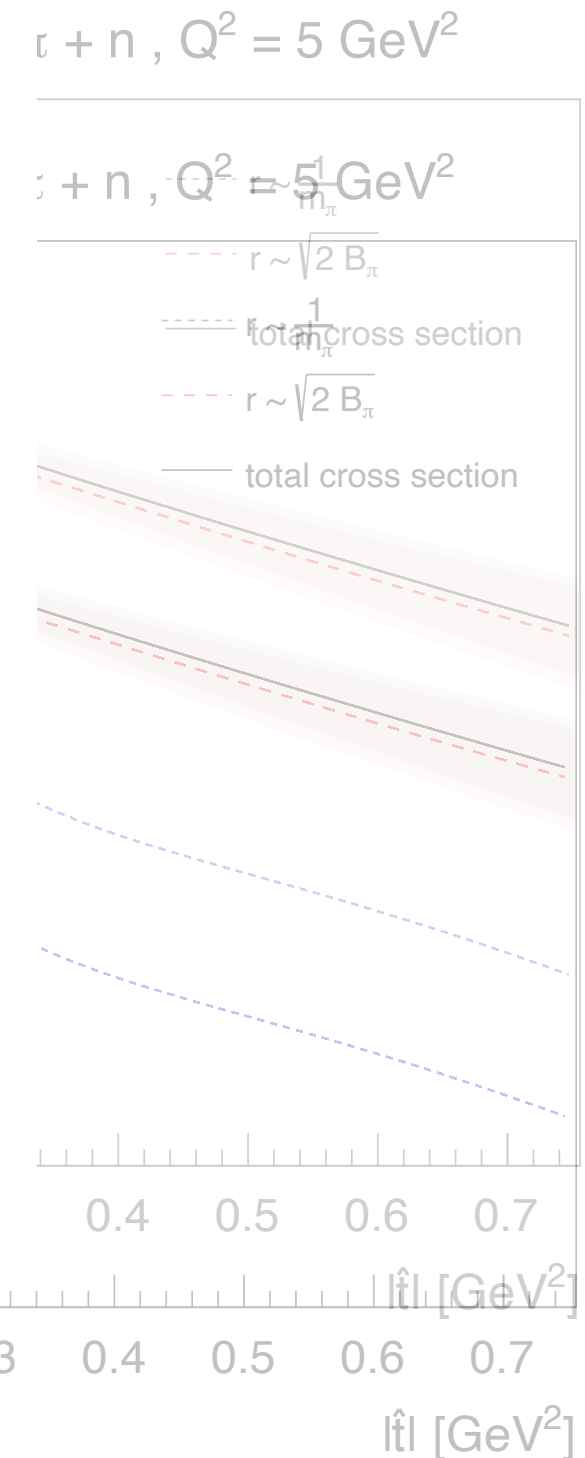 + n , Q² = 5 GeV²
+ n , Q² = 5 GeV²
r ~ 1/m_π
r ~ √2 B_π
total cross section
r ~ 1/m_π
r ~ √2 B_π
total cross section
0.4 0.5 0.6 0.7
|t̂| [GeV²]
3 0.4 0.5 0.6 0.7
|t̂| [GeV²]